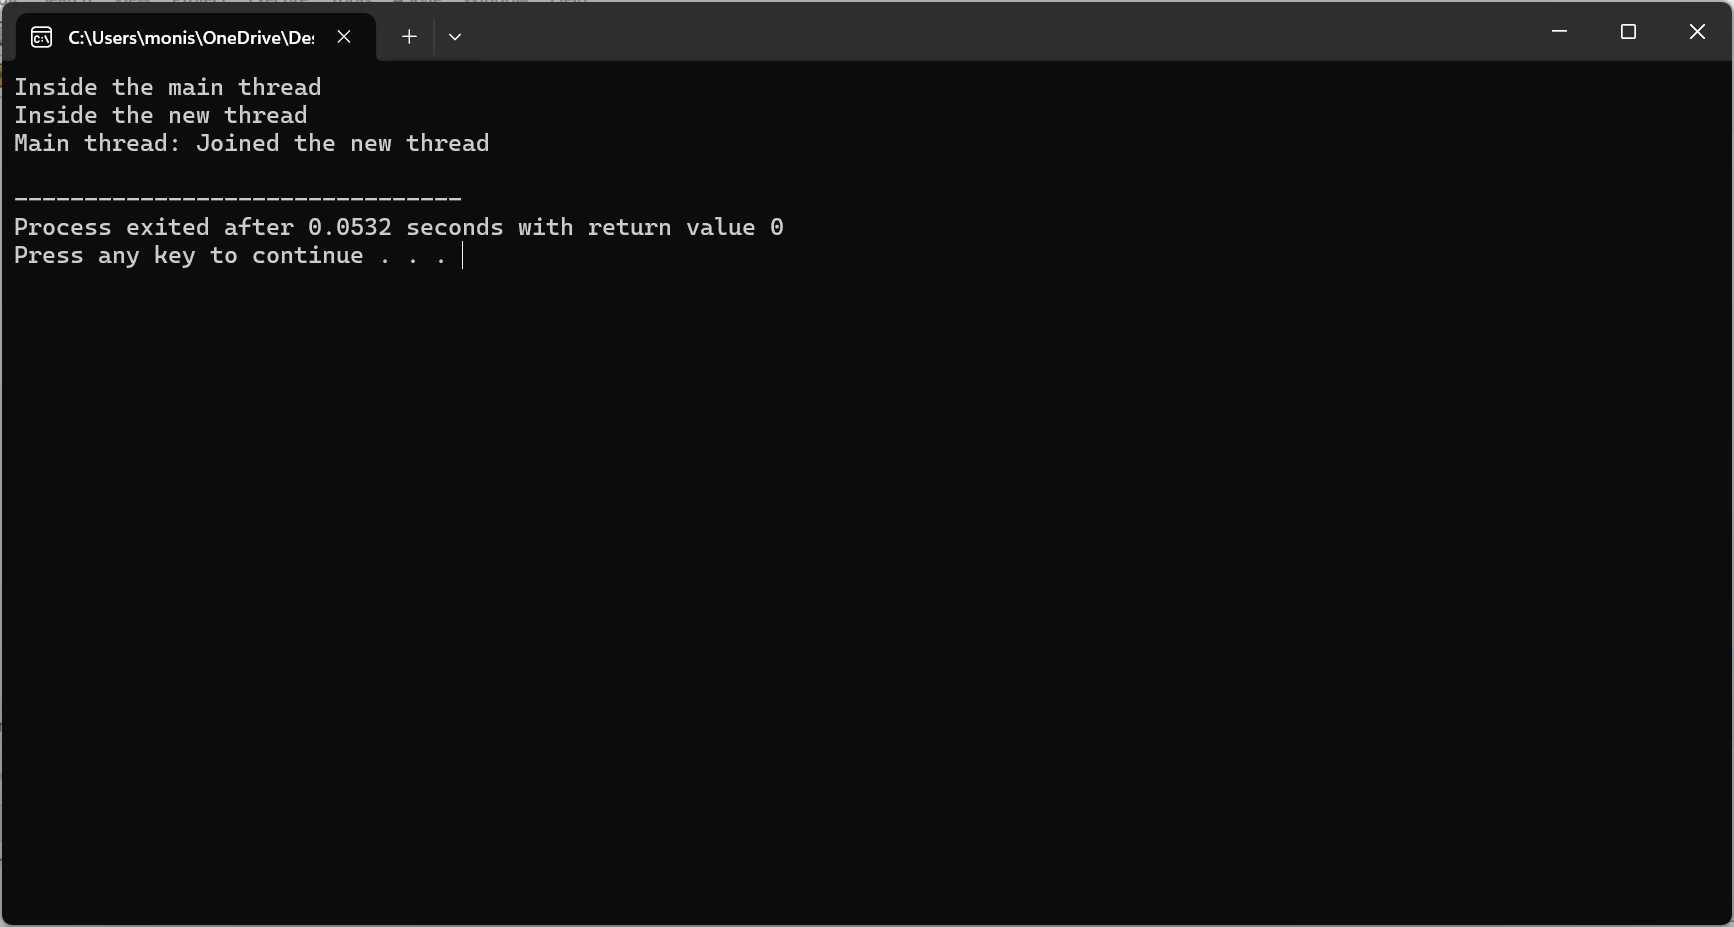 C:\Users\monis\OneDrive\Des
Inside the main thread
Inside the new thread
Main thread: Joined the new thread
--------------------------------
Process exited after 0.0532 seconds with return value 0
Press any key to continue . . .